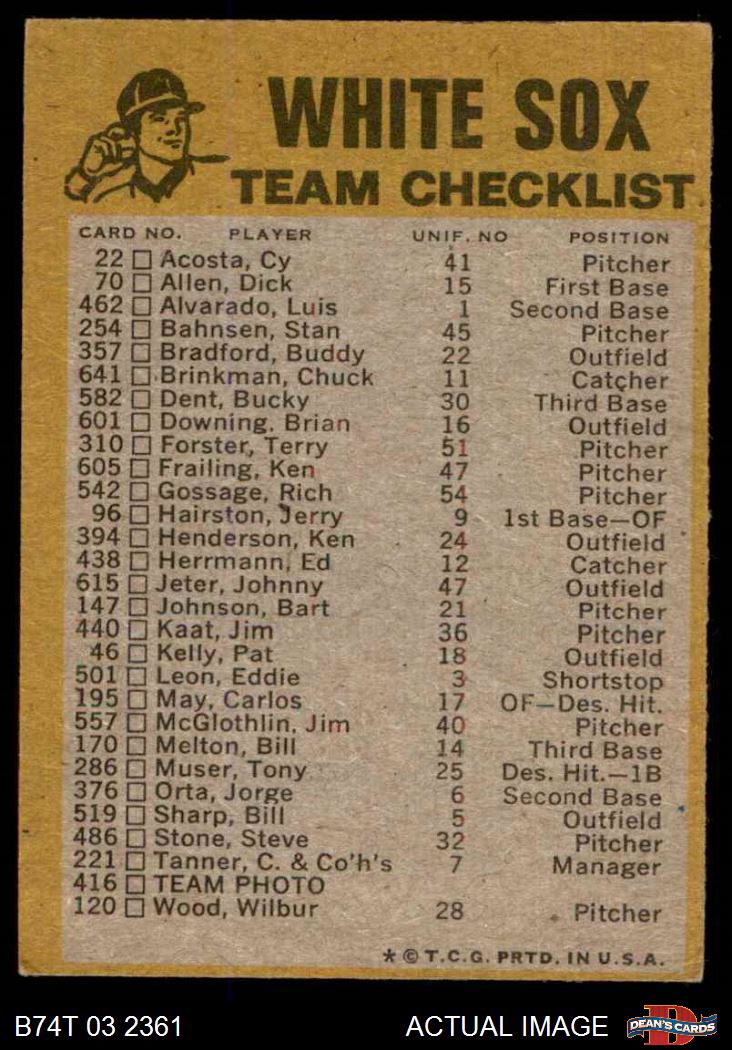 WHITE SOX
TEAM CHECKLIST
CARD NO. PLAYER UNIF. NO POSITION
22 Acosta, Cy 41 Pitcher
70 Allen, Dick 15 First Base
462 Alvarado, Luis 1 Second Base
254 Bahnsen, Stan 45 Pitcher
357 Bradford, Buddy 22 Outfield
641 Brinkman, Chuck 11 Catcher
582 Dent, Bucky 30 Third Base
601 Downing, Brian 16 Outfield
310 Forster, Terry 51 Pitcher
605 Frailing, Ken 47 Pitcher
542 Gossage, Rich 54 Pitcher
96 Hairston, Jerry 9 1st Base—OF
394 Henderson, Ken 24 Outfield
438 Herrmann, Ed 12 Catcher
615 Jeter, Johnny 47 Outfield
147 Johnson, Bart 21 Pitcher
440 Kaat, Jim 36 Pitcher
46 Kelly, Pat 18 Outfield
501 Leon, Eddie 3 Shortstop
195 May, Carlos 17 OF—Des. Hit.
557 McGlothlin, Jim 40 Pitcher
170 Melton, Bill 14 Third Base
286 Muser, Tony 25 Des. Hit.—1B
376 Orta, Jorge 6 Second Base
519 Sharp, Bill 5 Outfield
486 Stone, Steve 32 Pitcher
221 Tanner, C. & Co'h's 7 Manager
416 TEAM PHOTO
120 Wood, Wilbur 28 Pitcher
* © T.C.G. PRTD. IN U.S.A.
B74T 03 2361 ACTUAL IMAGE DEAN'S CARDS